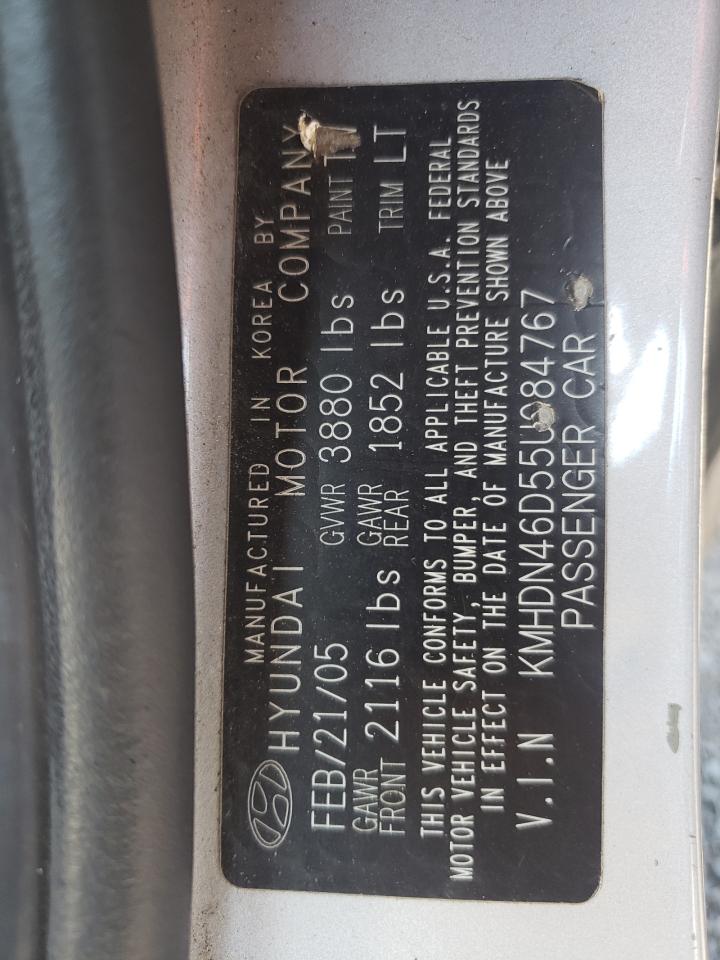 MANUFACTURED IN KOREA BY
HYUNDAI MOTOR COMPANY
FEB/21/05 GVWR 3880 lbs PAINT
GAWR FRONT 2116 lbs GAWR REAR 1852 lbs TRIM LT
THIS VEHICLE CONFORMS TO ALL APPLICABLE U.S.A. FEDERAL
MOTOR VEHICLE SAFETY, BUMPER, AND THEFT PREVENTION STANDARDS
IN EFFECT ON THE DATE OF MANUFACTURE SHOWN ABOVE
V.I.N KMHDN46D55U084767
PASSENGER CAR